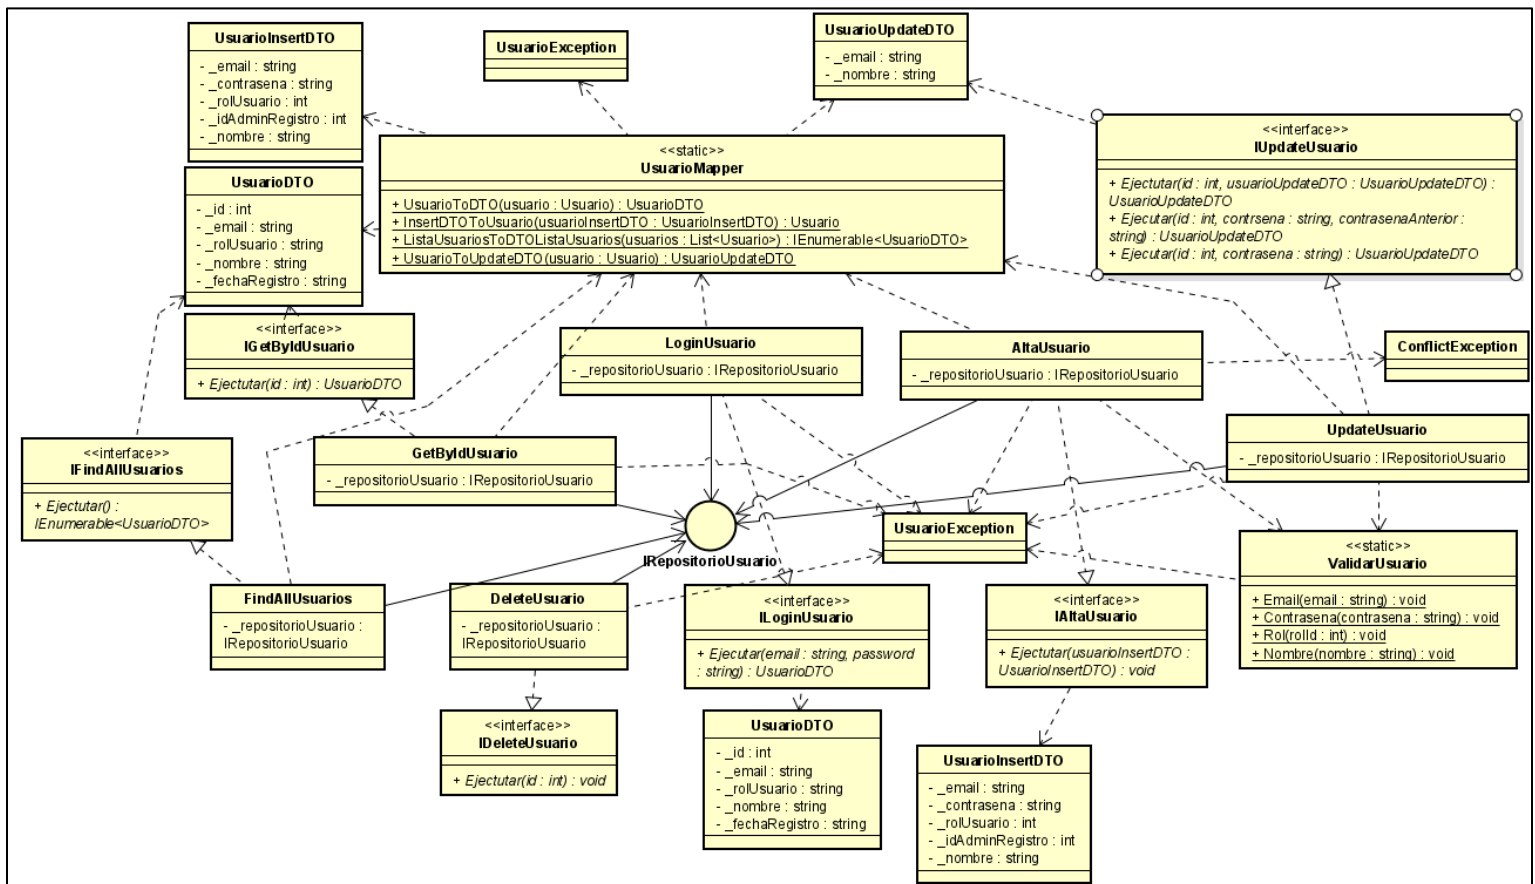 UsuarioInsertDTO
- _email : string
- _contrasena : string
- _rolUsuario : int
- _idAdminRegistro : int
- _nombre : string
UsuarioException
UsuarioUpdateDTO
- _email : string
- _nombre : string
<<interface>>
IUpdateUsuario
+ Ejectutar(id : int, usuarioUpdateDTO : UsuarioUpdateDTO) :
UsuarioUpdateDTO
+ Ejecutar(id : int, contrsena : string, contrasenaAnterior :
string) : UsuarioUpdateDTO
+ Ejecutar(id : int, contrasena : string) : UsuarioUpdateDTO
<<static>>
UsuarioMapper
+ UsuarioToDTO(usuario : Usuario) : UsuarioDTO
+ InsertDTOToUsuario(usuarioInsertDTO : UsuarioInsertDTO) : Usuario
+ ListaUsuariosToDTOListaUsuarios(usuarios : List<Usuario>) : IEnumerable<UsuarioDTO>
+ UsuarioToUpdateDTO(usuario : Usuario) : UsuarioUpdateDTO
UsuarioDTO
- _id : int
- _email : string
- _rolUsuario : string
- _nombre : string
- _fechaRegistro : string
<<interface>>
IGetByIdUsuario
+ Ejectutar(id : int) : UsuarioDTO
LoginUsuario
- _repositorioUsuario : IRepositorioUsuario
AltaUsuario
- _repositorioUsuario : IRepositorioUsuario
ConflictException
<<interface>>
IFindAllUsuarios
+ Ejectutar() :
IEnumerable<UsuarioDTO>
GetByIdUsuario
- _repositorioUsuario : IRepositorioUsuario
UpdateUsuario
- _repositorioUsuario : IRepositorioUsuario
IRepositorioUsuario
UsuarioException
<<static>>
ValidarUsuario
+ Email(email : string) : void
+ Contrasena(contrasena : string) : void
+ Rol(rolId : int) : void
+ Nombre(nombre : string) : void
FindAllUsuarios
- _repositorioUsuario :
IRepositorioUsuario
DeleteUsuario
- _repositorioUsuario :
IRepositorioUsuario
<<interface>>
ILoginUsuario
+ Ejecutar(email : string, password
: string) : UsuarioDTO
<<interface>>
IAltaUsuario
+ Ejectutar(usuarioInsertDTO :
UsuarioInsertDTO) : void
<<interface>>
IDeleteUsuario
+ Ejectutar(id : int) : void
UsuarioDTO
- _id : int
- _email : string
- _rolUsuario : string
- _nombre : string
- _fechaRegistro : string
UsuarioInsertDTO
- _email : string
- _contrasena : string
- _rolUsuario : int
- _idAdminRegistro : int
- _nombre : string